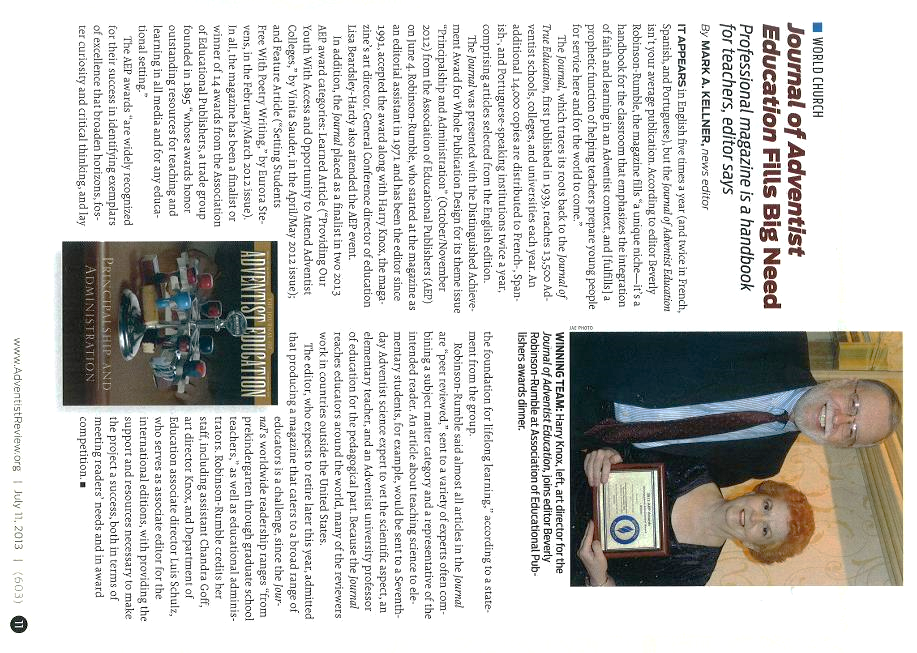 ■ WORLD CHURCH
Journal of Adventist
Education Fills Big Need
Professional magazine is a handbook
for teachers, editor says
By MARK A. KELLNER, news editor
IT APPEARS in English five times a year (and twice in French,
Spanish, and Portuguese), but the Journal of Adventist Education
isn't your average publication. According to editor Beverly
Robinson-Rumble, the magazine fills "a unique niche—it's a
handbook for the classroom that emphasizes the integration
of faith and learning in an Adventist context, and [fulfills] a
prophetic function of helping teachers prepare young people
for service here and for the world to come."
The Journal, which traces its roots back to the Journal of
True Education, first published in 1939, reaches 13,500 Ad-
ventist schools, colleges, and universities each year. An
additional 14,000 copies are distributed to French-, Span-
ish-, and Portuguese-speaking institutions twice a year,
comprising articles selected from the English edition.
The Journal was presented with the Distinguished Achieve-
ment Award for Whole Publication Design for its theme issue
"Principalship and Administration" (October/November
2012) from the Association of Educational Publishers (AEP)
on June 4. Robinson-Rumble, who started at the magazine as
an editorial assistant in 1971 and has been the editor since
1991, accepted the award along with Harry Knox, the maga-
zine's art director. General Conference director of education
Lisa Beardsley-Hardy also attended the AEP event.
In addition, the Journal placed as a finalist in two 2013
AEP award categories: Learned Article ("Providing Our
Youth With Access and Opportunity to Attend Adventist
Colleges," by Vinita Sauder, in the April/May 2012 issue);
and Feature Article ("Setting Students
Free With Poetry Writing," by Eurora Ste-
vens, in the February/March 2012 issue).
In all, the magazine has been a finalist or
winner of 14 awards from the Association
of Educational Publishers, a trade group
founded in 1895 "whose awards honor
outstanding resources for teaching and
learning in all media and for any educa-
tional setting."
The AEP awards "are widely recognized
for their success in identifying exemplars
of excellence that broaden horizons, fos-
ter curiosity and critical thinking, and lay
THE JOURNAL OF
ADVENTIST EDUCATION
PRINCIPALSHIP AND
ADMINISTRATION
JAE PHOTO
WINNING TEAM: Harry Knox, left, art director for the
Journal of Adventist Education, joins editor Beverly
Robinson-Rumble at Association of Educational Pub-
lishers awards dinner.
the foundation for lifelong learning," according to a state-
ment from the group.
Robinson-Rumble said almost all articles in the Journal
are "peer reviewed," sent to a variety of experts often com-
bining a subject matter category and a representative of the
intended reader. An article about teaching science to ele-
mentary students, for example, would be sent to a Seventh-
day Adventist science expert to vet the scientific aspect, an
elementary teacher, and an Adventist university professor
of education for the pedagogical part. Because the Journal
reaches educators around the world, many of the reviewers
work in countries outside the United States.
The editor, who expects to retire later this year, admitted
that producing a magazine that caters to a broad range of
educators is a challenge, since the Jour-
nal's worldwide readership ranges "from
prekindergarten through graduate school
teachers," as well as educational adminis-
trators. Robinson-Rumble credits her
staff, including assistant Chandra Goff,
art director Knox, and Department of
Education associate director Luis Schulz,
who serves as associate editor for the
international editions, with providing the
support and resources necessary to make
the project a success, both in terms of
meeting readers' needs and in award
competition. ■
www.AdventistReview.org | July 11, 2013 | (603) 11